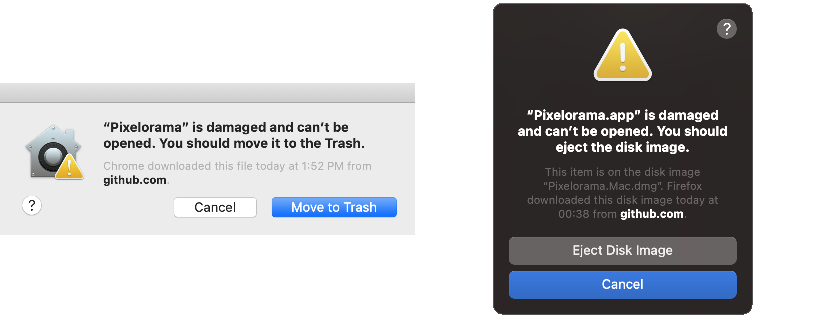 “Pixelorama” is damaged and can’t be
opened. You should move it to the Trash.
Chrome downloaded this file today at 1:52 PM from
github.com.
?
Cancel
Move to Trash
?
“Pixelorama.app” is damaged
and can’t be opened. You should
eject the disk image.
This item is on the disk image
“Pixelorama.Mac.dmg”. Firefox
downloaded this disk image today at
00:38 from github.com.
Eject Disk Image
Cancel